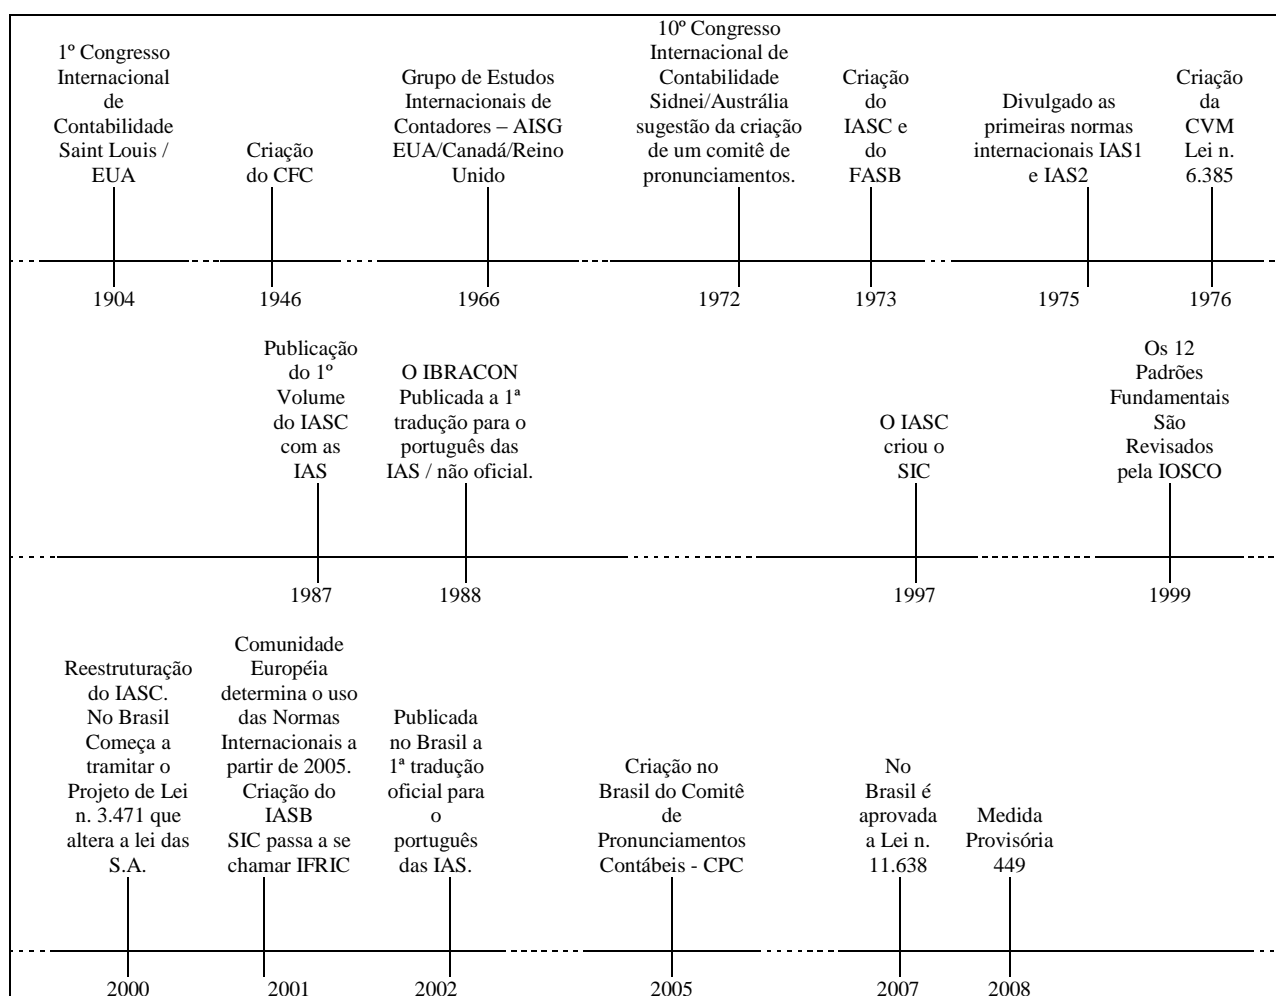 1º Congresso
Internacional
de
Contabilidade
Saint Louis /
EUA
Criação
do CFC
Grupo de Estudos
Internacionais de
Contadores – AISG
EUA/Canadá/Reino
Unido
10º Congresso
Internacional de
Contabilidade
Sidnei/Austrália
sugestão da criação
de um comitê de
pronunciamentos.
Criação
do
IASC e
do
FASB
Divulgado as
primeiras normas
internacionais IAS1
e IAS2
Criação
da
CVM
Lei n.
6.385
1904
1946
1966
1972
1973
1975
1976
Publicação
do 1º
Volume
do IASC
com as
IAS
O IBRACON
Publicada a 1ª
tradução para o
português das
IAS / não oficial.
O IASC
criou o
SIC
Os 12
Padrões
Fundamentais
São
Revisados
pela IOSCO
1987
1988
1997
1999
Reestruturação
do IASC.
No Brasil
Começa a
tramitar o
Projeto de Lei
n. 3.471 que
altera a lei das
S.A.
Comunidade
Européia
determina o uso
das Normas
Internacionais a
partir de 2005.
Criação do
IASB
SIC passa a se
chamar IFRIC
Publicada
no Brasil a
1ª tradução
oficial para
o
português
das IAS.
Criação no
Brasil do Comitê
de
Pronunciamentos
Contábeis - CPC
No
Brasil é
aprovada
a Lei n.
11.638
Medida
Provisória
449
2000
2001
2002
2005
2007
2008